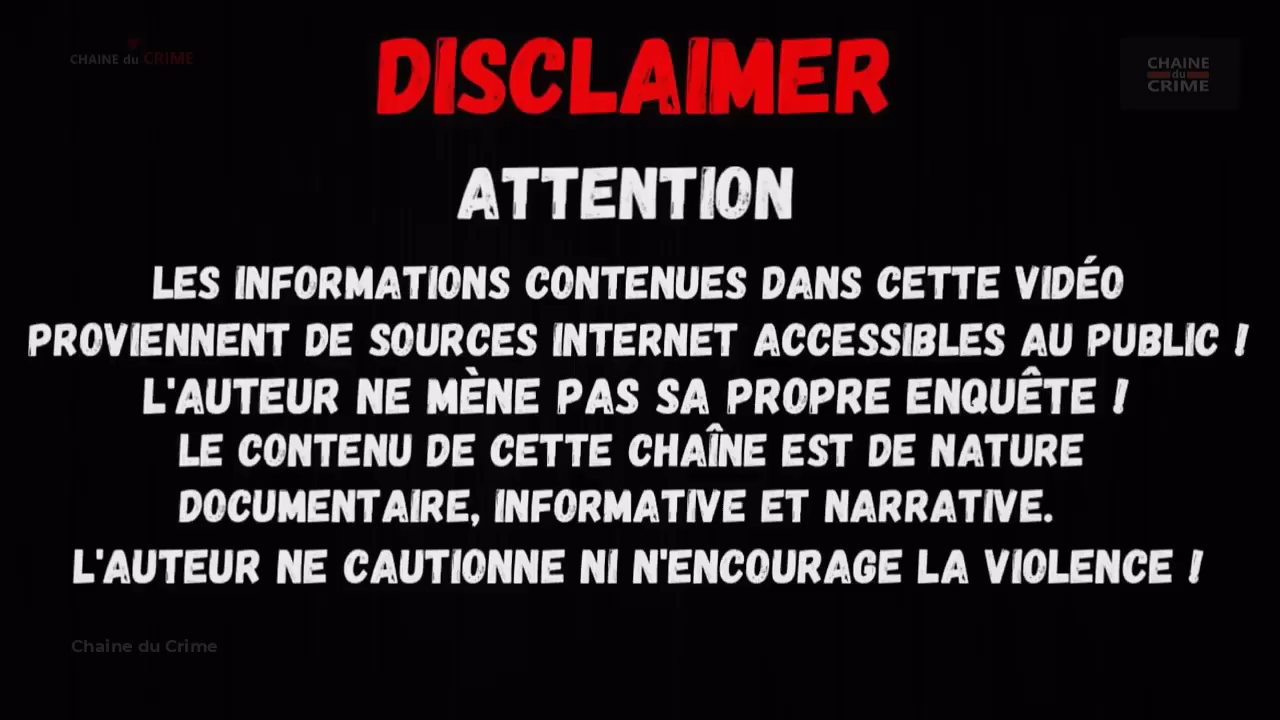 CHAINE du CRIME
DISCLAIMER
CHAINE
du
CRIME
ATTENTION
LES INFORMATIONS CONTENUES DANS CETTE VIDÉO
PROVIENNENT DE SOURCES INTERNET ACCESSIBLES AU PUBLIC !
L'AUTEUR NE MÈNE PAS SA PROPRE ENQUÊTE !
LE CONTENU DE CETTE CHAÎNE EST DE NATURE
DOCUMENTAIRE, INFORMATIVE ET NARRATIVE.
L'AUTEUR NE CAUTIONNE NI N'ENCOURAGE LA VIOLENCE !
Chaine du Crime